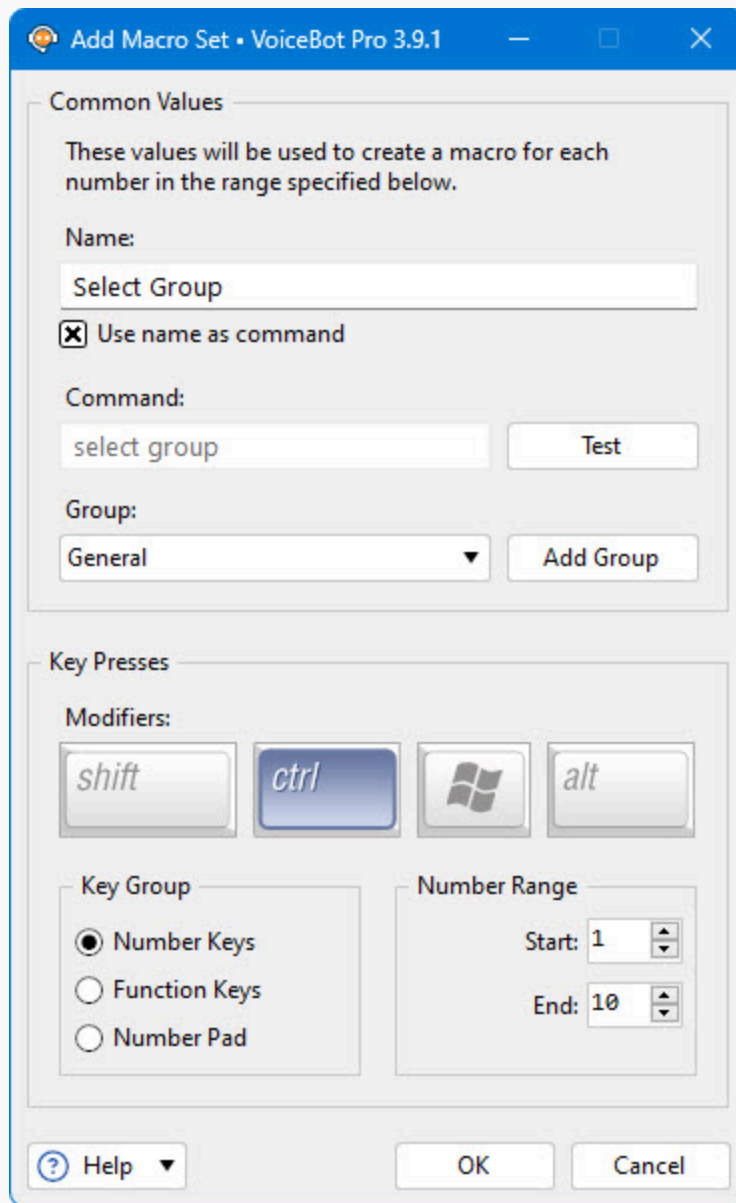 Add Macro Set • VoiceBot Pro 3.9.1
Common Values
These values will be used to create a macro for each
number in the range specified below.
Name:
Select Group
Use name as command
Command:
select group
Test
Group:
General
Add Group
Key Presses
Modifiers:
shift
ctrl
alt
Key Group
Number Keys
Function Keys
Number Pad
Number Range
Start: 1
End: 10
Help
OK
Cancel